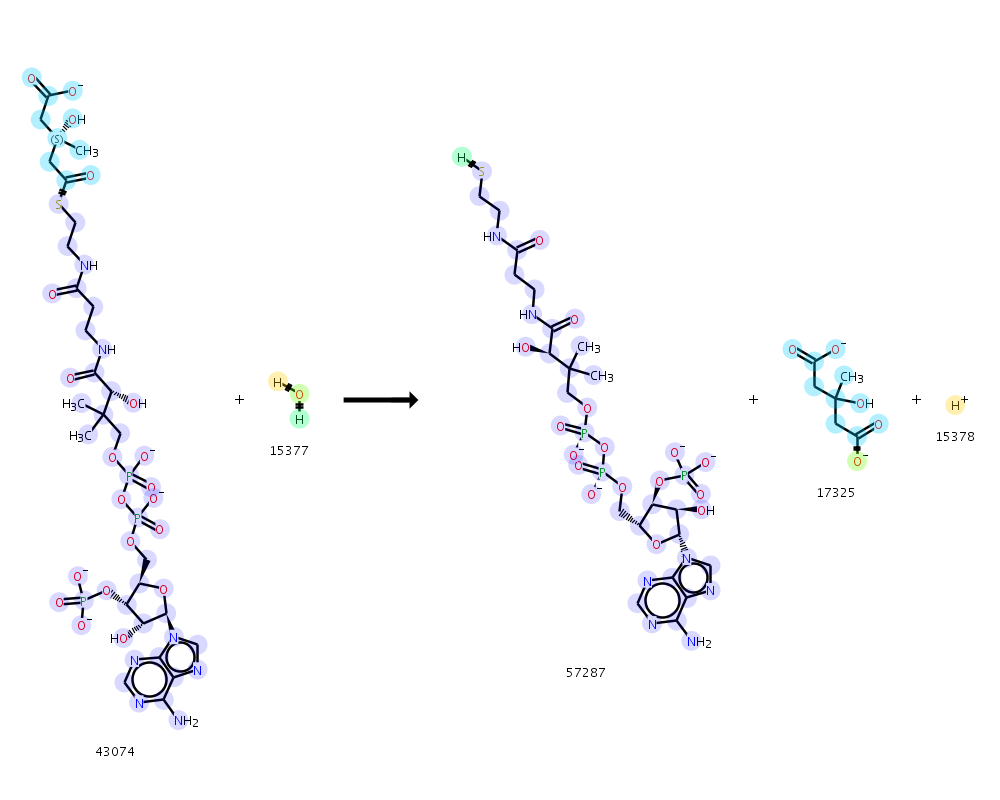 O O⁻
OH
(S)
CH₃
O
S
NH
O
NH
O
OH
H₃C
H₃C
O
O⁻
P
O
O
O⁻
P
O
O
O⁻
O
P
O
O⁻
O
HO
N
N
N
N
NH₂
43074
+
H
O
H
15377
H
S
HN
O
HN
O
HO
CH₃
CH₃
O
O
P
O⁻
O
O
P
O⁻
O
O⁻
O⁻
P
O
O
OH
O
N
N
N
N
NH₂
57287
+
O O⁻
CH₃
OH
O
O⁻
17325
+
H⁺
15378